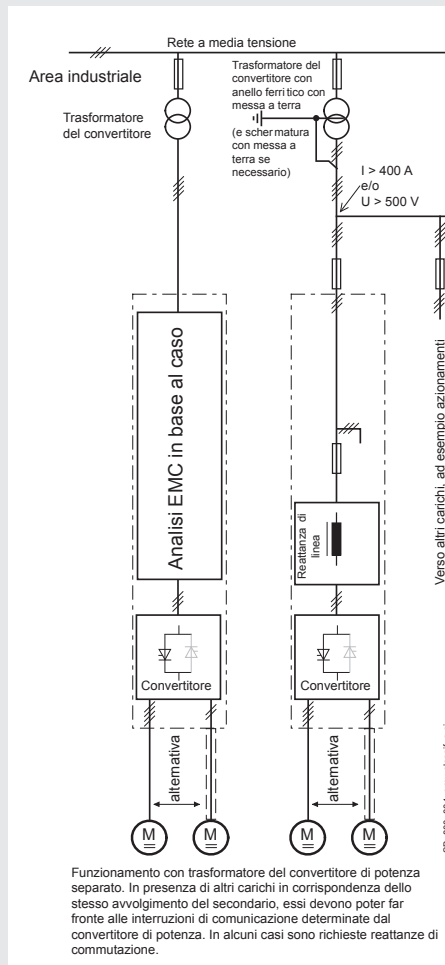 Rete a media tensione
Area industriale
Trasformatore
del convertitore
Trasformatore del
convertitore con
anello ferri tico con
messa a terra
(e scher matura
con messa a
terra se
necessario)
I > 400 A
e/o
U > 500 V
Analisi EMC in base al caso
Reattanza di
linea
Verso altri carichi, ad esempio azionamenti
Convertitore
Convertitore
alternativa
alternativa
M
M
M
M
Funzionamento con trasformatore del convertitore di potenza
separato. In presenza di altri carichi in corrispondenza dello
stesso avvolgimento del secondario, essi devono poter far
fronte alle interruzioni di comunicazione determinate dal
convertitore di potenza. In alcuni casi sono richieste reattanze di
commutazione.